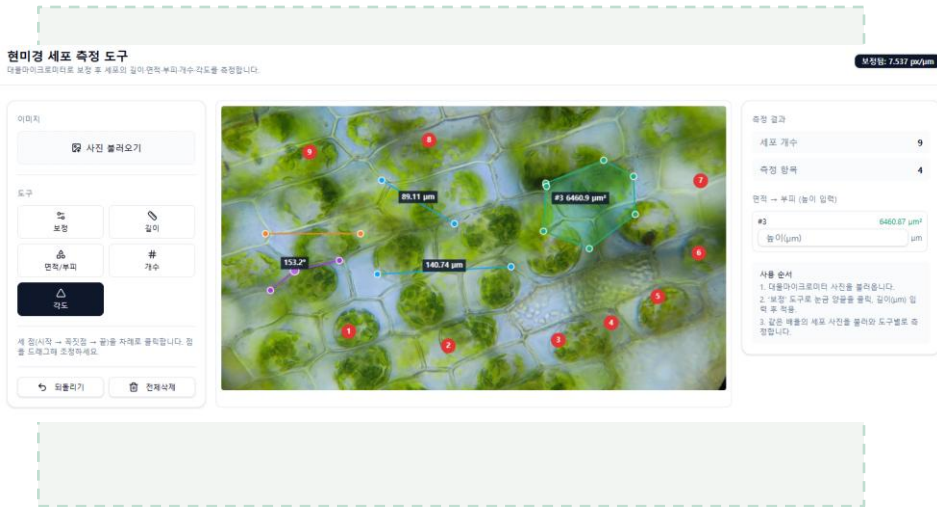 현미경 세포 측정 도구
대물마이크로미터로 보정 후 세포의 길이·면적·부피·개수·각도를 측정합니다.
보정됨: 7.537 px/μm
이미지
사진 불러오기
도구
보정
길이
면적/부피
#
개수
각도
세 점(시작 → 꼭짓점 → 끝)을 차례로 클릭합니다. 점
을 드래그해 조정하세요.
되돌리기
전체삭제
9
8
7
89.11 μm
#3 6460.9 μm²
6
153.2°
140.74 μm
5
4
1
3
2
측정 결과
세포 개수 9
측정 항목 4
면적 → 부피 (높이 입력)
#3 6460.87 μm²
높이(μm) μm
사용 순서
1. 대물마이크로미터 사진을 불러옵니다.
2. '보정' 도구로 눈금 양끝을 클릭, 길이(μm) 입
력 후 적용.
3. 같은 배율의 세포 사진을 불러와 도구별로 측
정합니다.